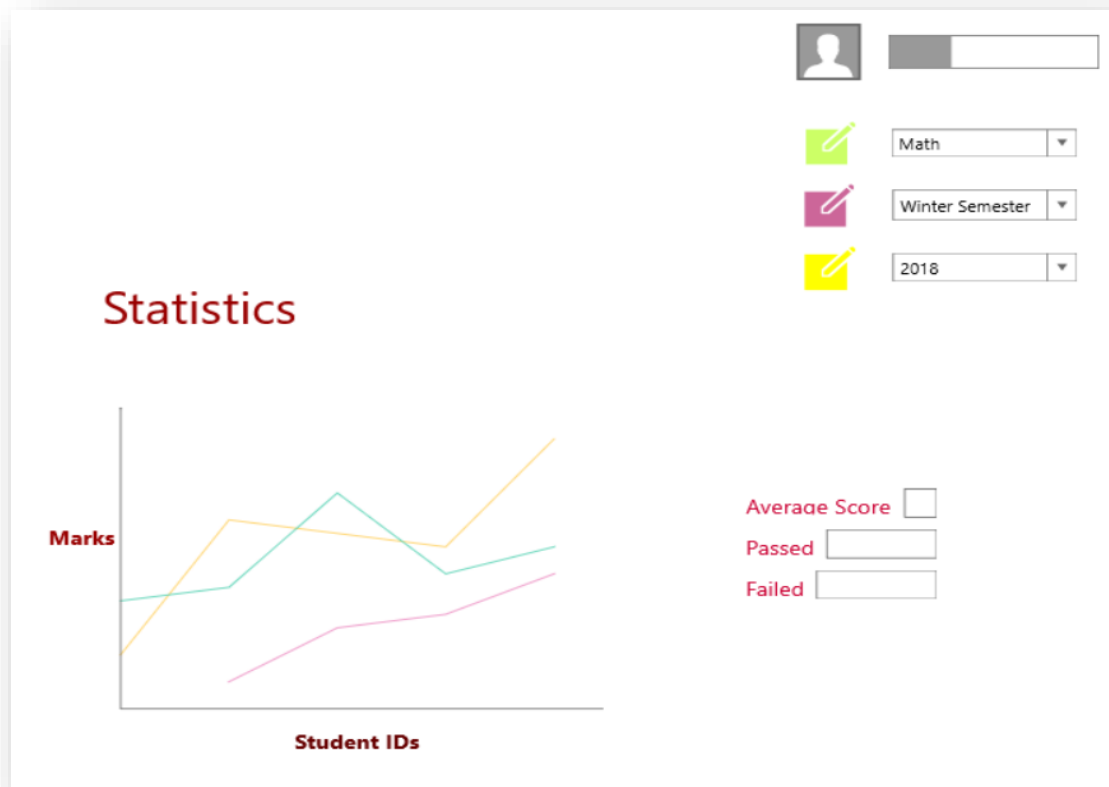 Math
Winter Semester
2018
Statistics
Marks
Student IDs
Average Score
Passed
Failed